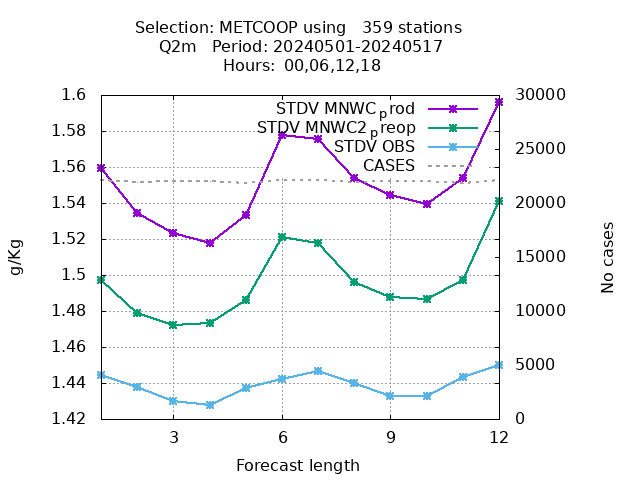 Selection: METCOOP using   359 stations
Q2m   Period: 20240501-20240517
Hours: 00,06,12,18
STDV MNWC_prod
STDV MNWC2_preop
STDV OBS
CASES
1.6
1.58
1.56
1.54
1.52
1.5
1.48
1.46
1.44
1.42
g/Kg
30000
25000
20000
15000
10000
5000
0
No cases
3 6 9 12
Forecast length